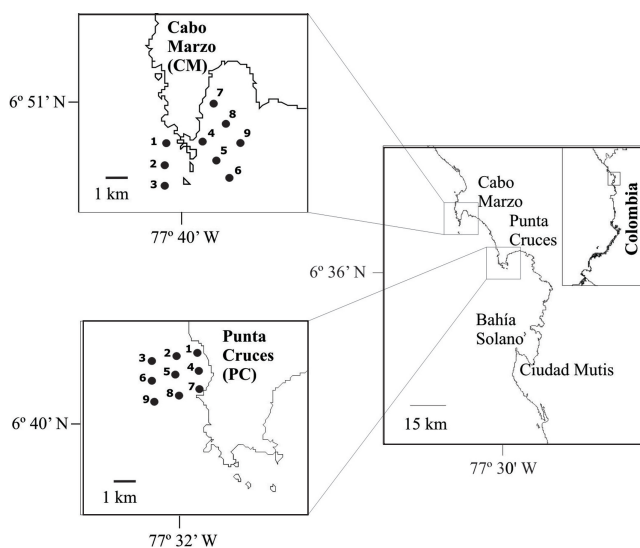 Cabo
Marzo
(CM)
6º 51' N
7
8
4
9
1
5
2
6
3
1 km
77º 40' W
Cabo
Marzo
Punta
Cruces
Colombia
6º 36' N
Bahía
Solano
Ciudad Mutis
15 km
77º 30' W
Punta
Cruces
(PC)
3
2
1
6
5
4
9
8
7
6º 40' N
1 km
77º 32' W